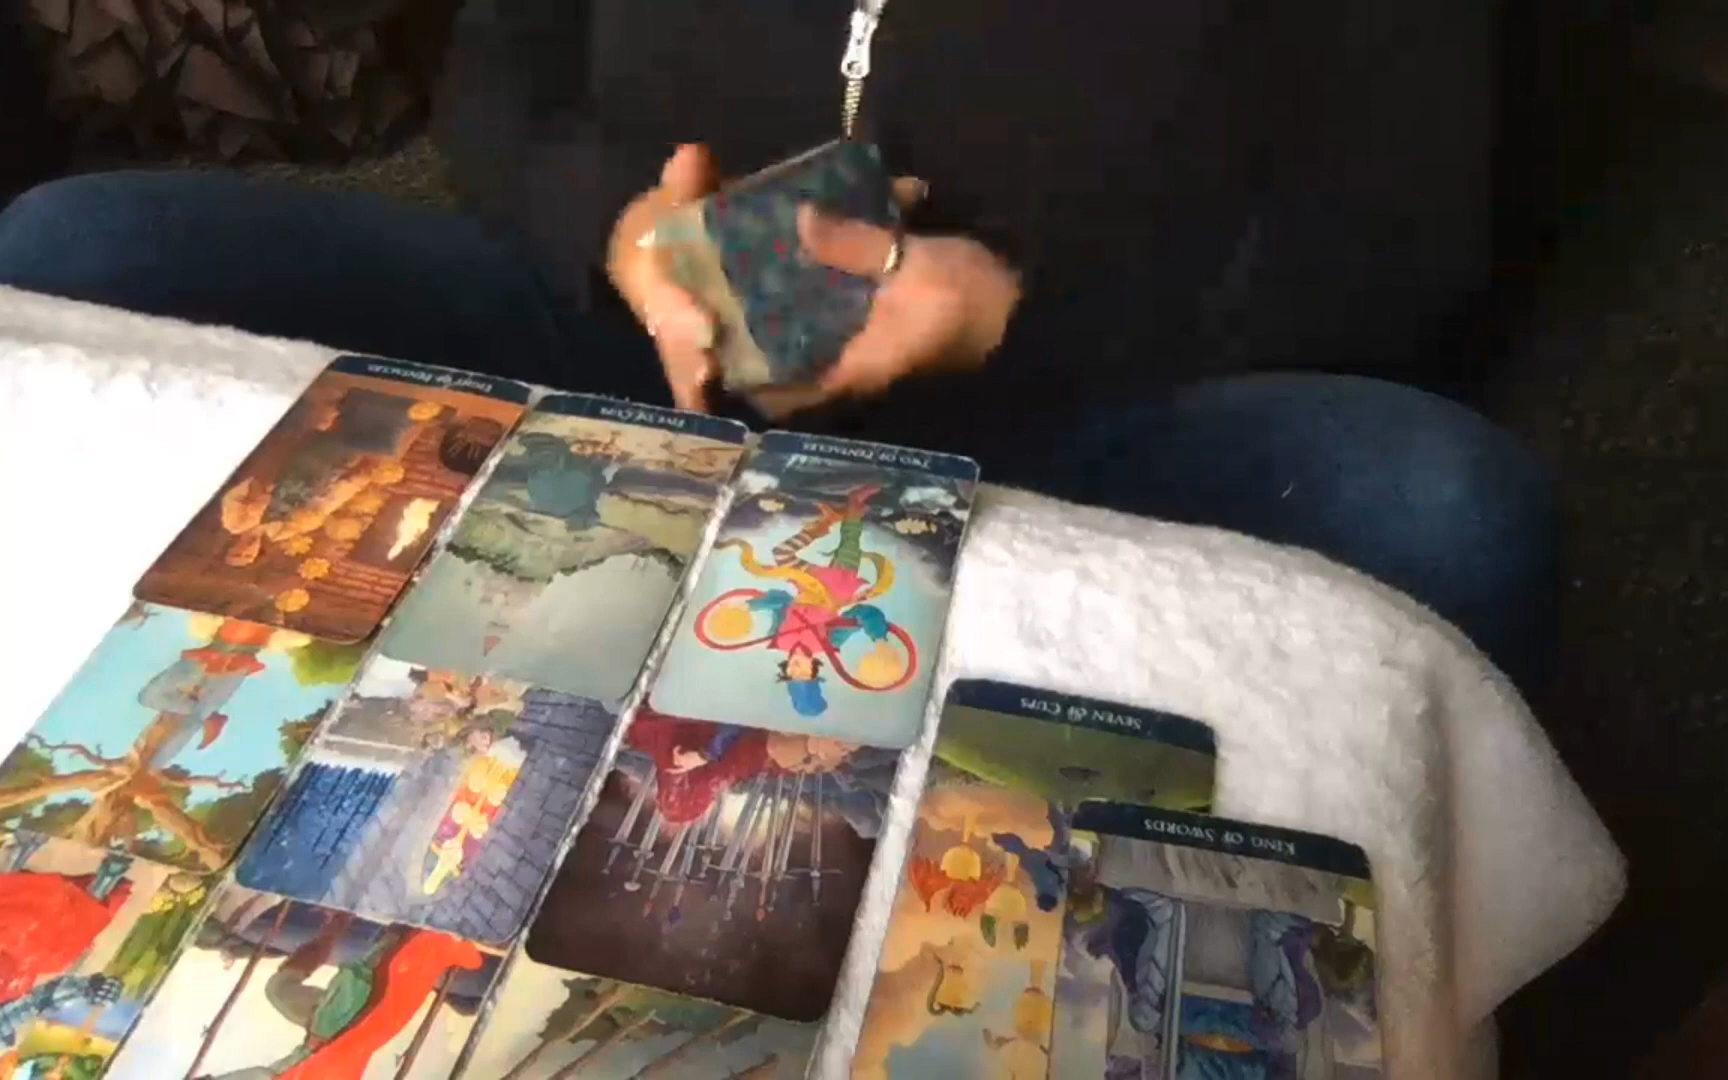 EIGHT OF PENTACLES
FIVE OF CUPS
TWO OF PENTACLES
SEVEN OF CUPS
KING OF SWORDS